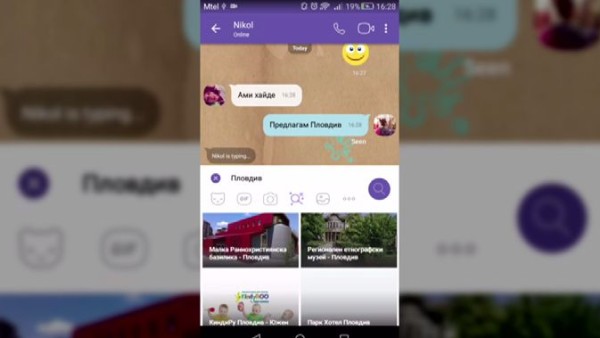 Mtel 19% 16:28
Nikol
Online
Today
16:27
Ами хайде 16:28
Предлагам Пловдив 16:28
Seen
Nikol is typing...
Пловдив
GIF
Малка Раннохристиянска
базилика - Пловдив
Регионален етнографски
музей - Пловдив
КиндиРу Пловдив - Южен
Парк Хотел Пловдив